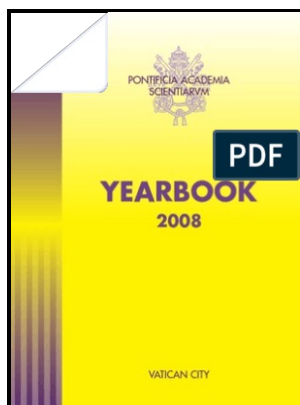 PONTIFICIA ACADEMIA
SCIENTIARVM
PDF
YEARBOOK
2008
VATICAN CITY